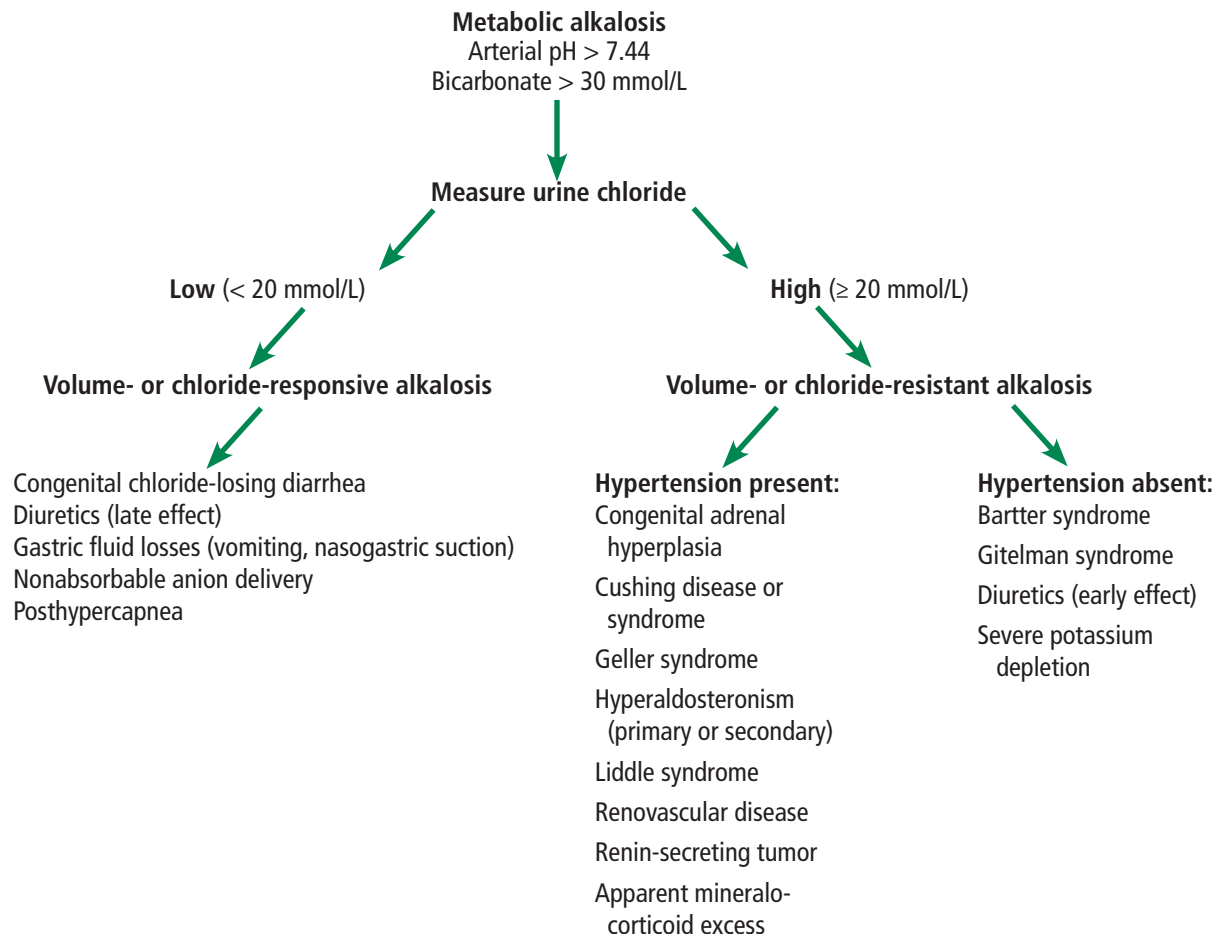 Metabolic alkalosis
Arterial pH > 7.44
Bicarbonate > 30 mmol/L
Measure urine chloride
Low (< 20 mmol/L)
High (≥ 20 mmol/L)
Volume- or chloride-responsive alkalosis
Volume- or chloride-resistant alkalosis
Congenital chloride-losing diarrhea
Diuretics (late effect)
Gastric fluid losses (vomiting, nasogastric suction)
Nonabsorbable anion delivery
Posthypercapnea
Hypertension present:
Congenital adrenal
hyperplasia
Cushing disease or
syndrome
Geller syndrome
Hyperaldosteronism
(primary or secondary)
Liddle syndrome
Renovascular disease
Renin-secreting tumor
Apparent mineralo-
corticoid excess
Hypertension absent:
Bartter syndrome
Gitelman syndrome
Diuretics (early effect)
Severe potassium
depletion